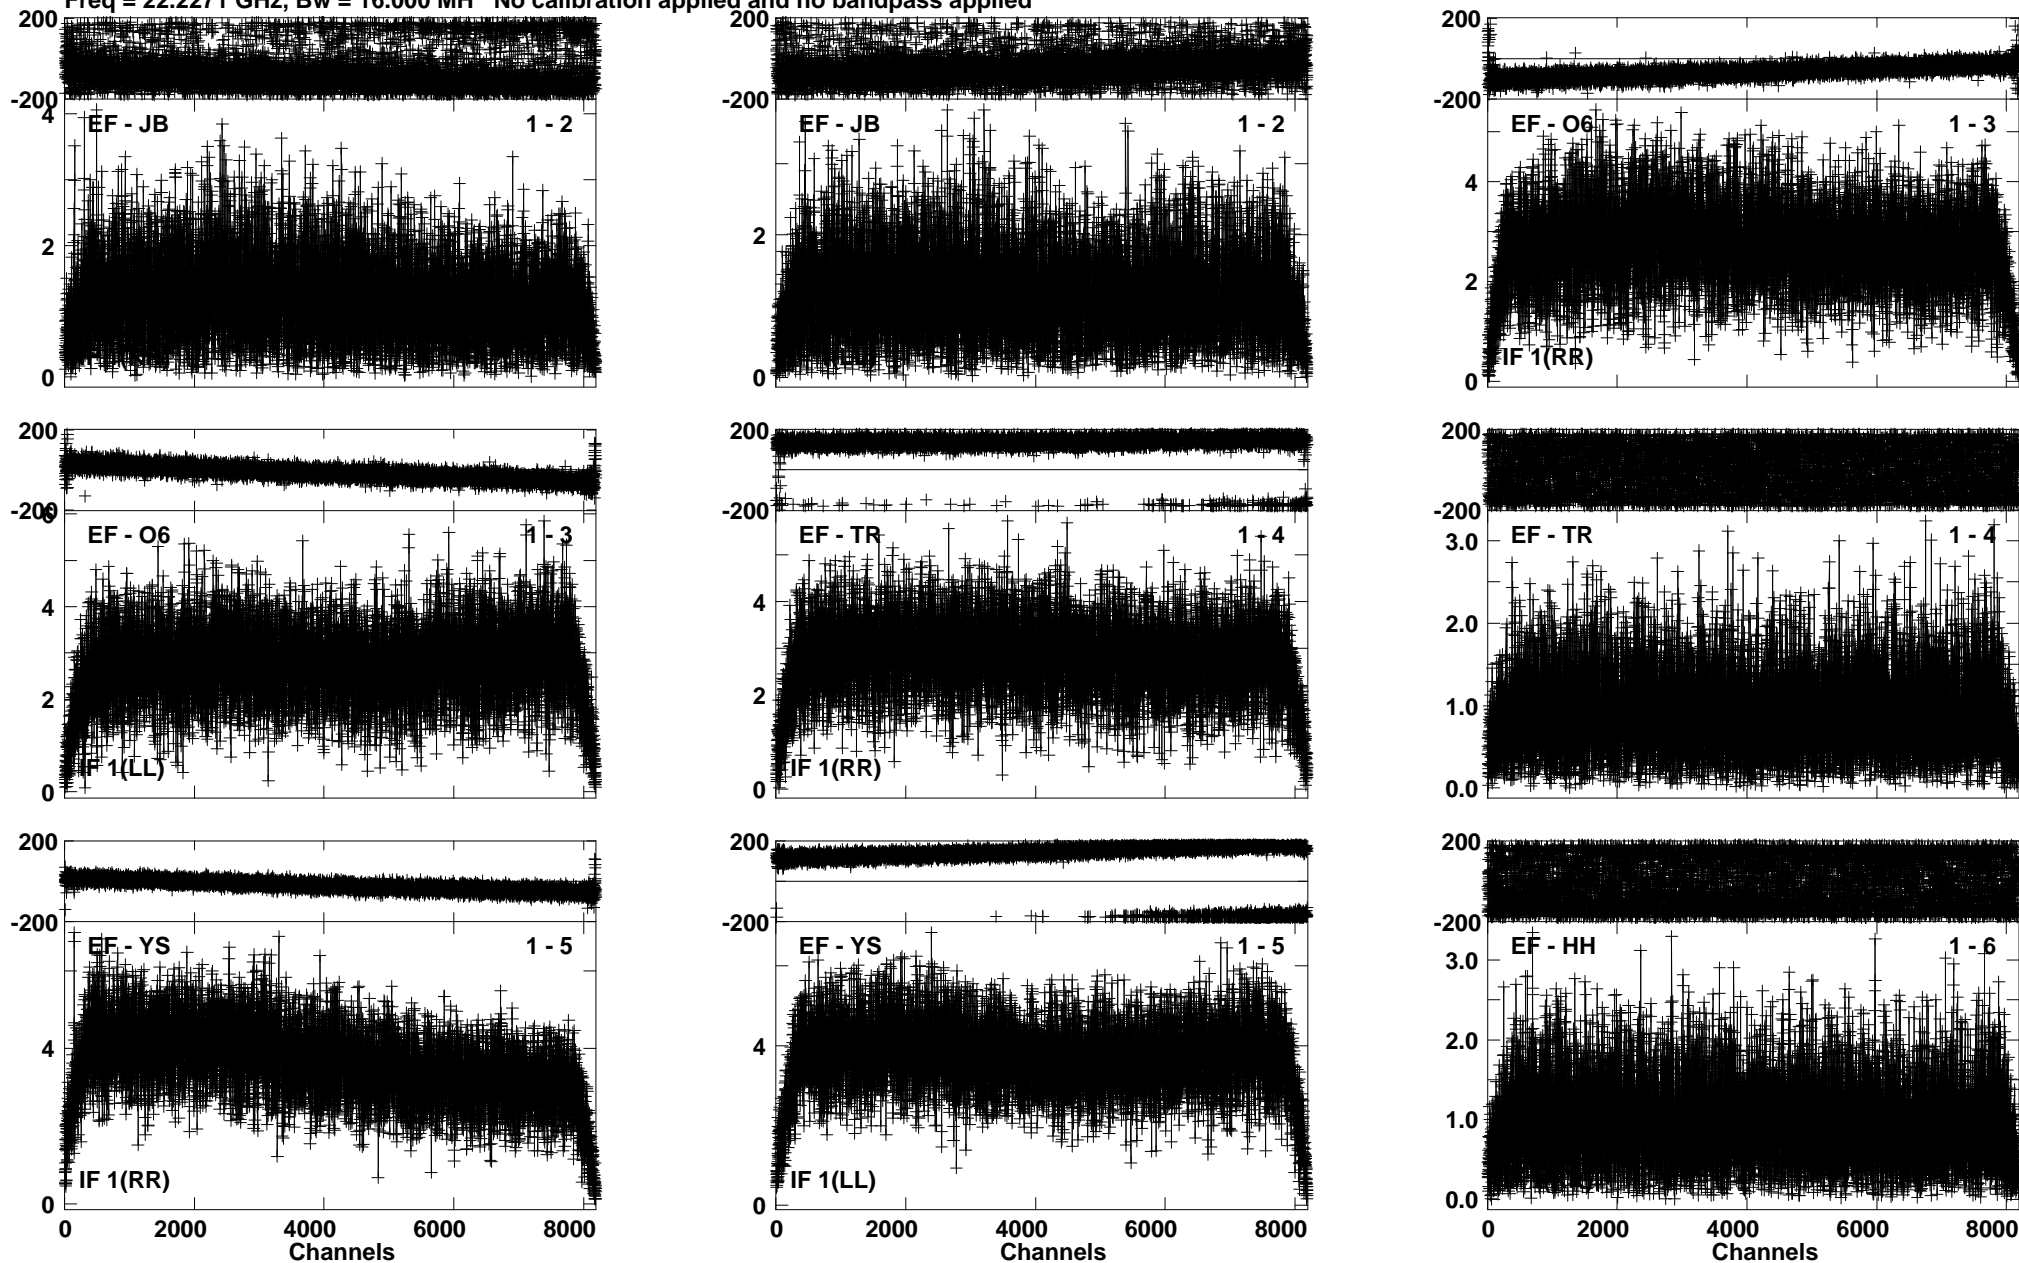 Freq = 22.2271 GHz, Bw = 16.000 MH No calibration applied and no bandpass applied
200 200 200
-200 -200 -200
4
EF - JB 1 - 2 EF - JB 1 - 2 EF - O6 1 - 3
4
2 2
2
IF 1(RR)
0 0 0
200 200 200
-200 -200 -200
6
EF - O6 1 - 3 EF - TR 1 - 4 EF - TR 1 - 4
3.0
4 4
2.0
2 2
1.0
IF 1(LL) IF 1(RR)
0 0 0.0
200 200 200
-200 -200 -200
EF - YS 1 - 5 EF - YS 1 - 5 EF - HH 1 - 6
3.0
4 4 2.0
1.0
IF 1(RR) IF 1(LL)
0 0 0.0
0 2000 4000 6000 8000 0 2000 4000 6000 8000
Channels Channels